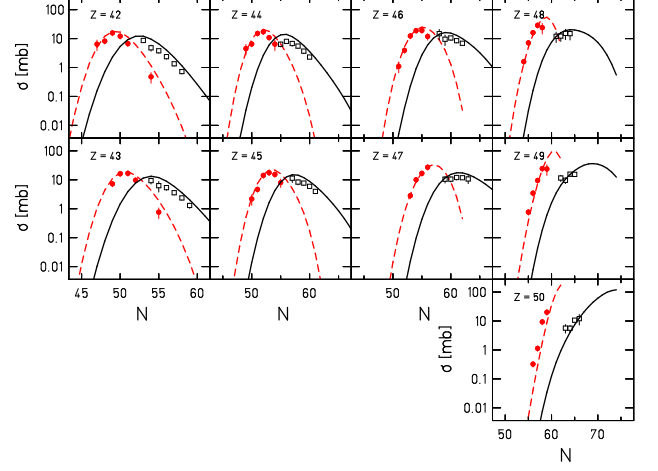 Z = 42 Z = 44 Z = 46 Z = 48
σ [mb] 10 1 0.1 0.01
Z = 43 Z = 45 Z = 47 Z = 49
σ [mb] 100 10 1 0.1 0.01
45 50 55 60 50 60 50 60
N N N
Z = 50
σ [mb] 100 10 1 0.1 0.01
50 60 70
N